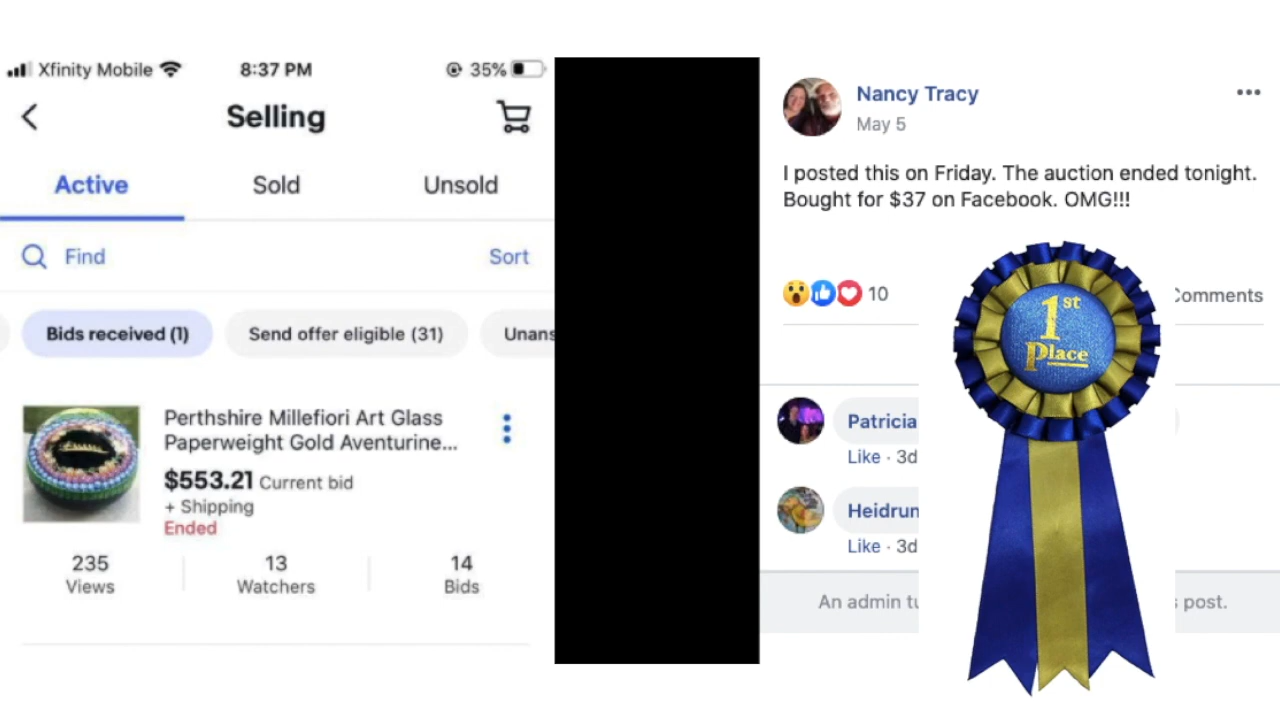 Xfinity Mobile 8:37 PM 35%
Selling
Active Sold Unsold
Find Sort
Bids received (1) Send offer eligible (31) Unans
Perthshire Millefiori Art Glass
Paperweight Gold Aventurine...
$553.21 Current bid
+ Shipping
Ended
235 13 14
Views Watchers Bids
Nancy Tracy
May 5
I posted this on Friday. The auction ended tonight.
Bought for $37 on Facebook. OMG!!!
10 Comments
1st
Place
Patricia
Like · 3d
Heidrun
Like · 3d
An admin tu s post.